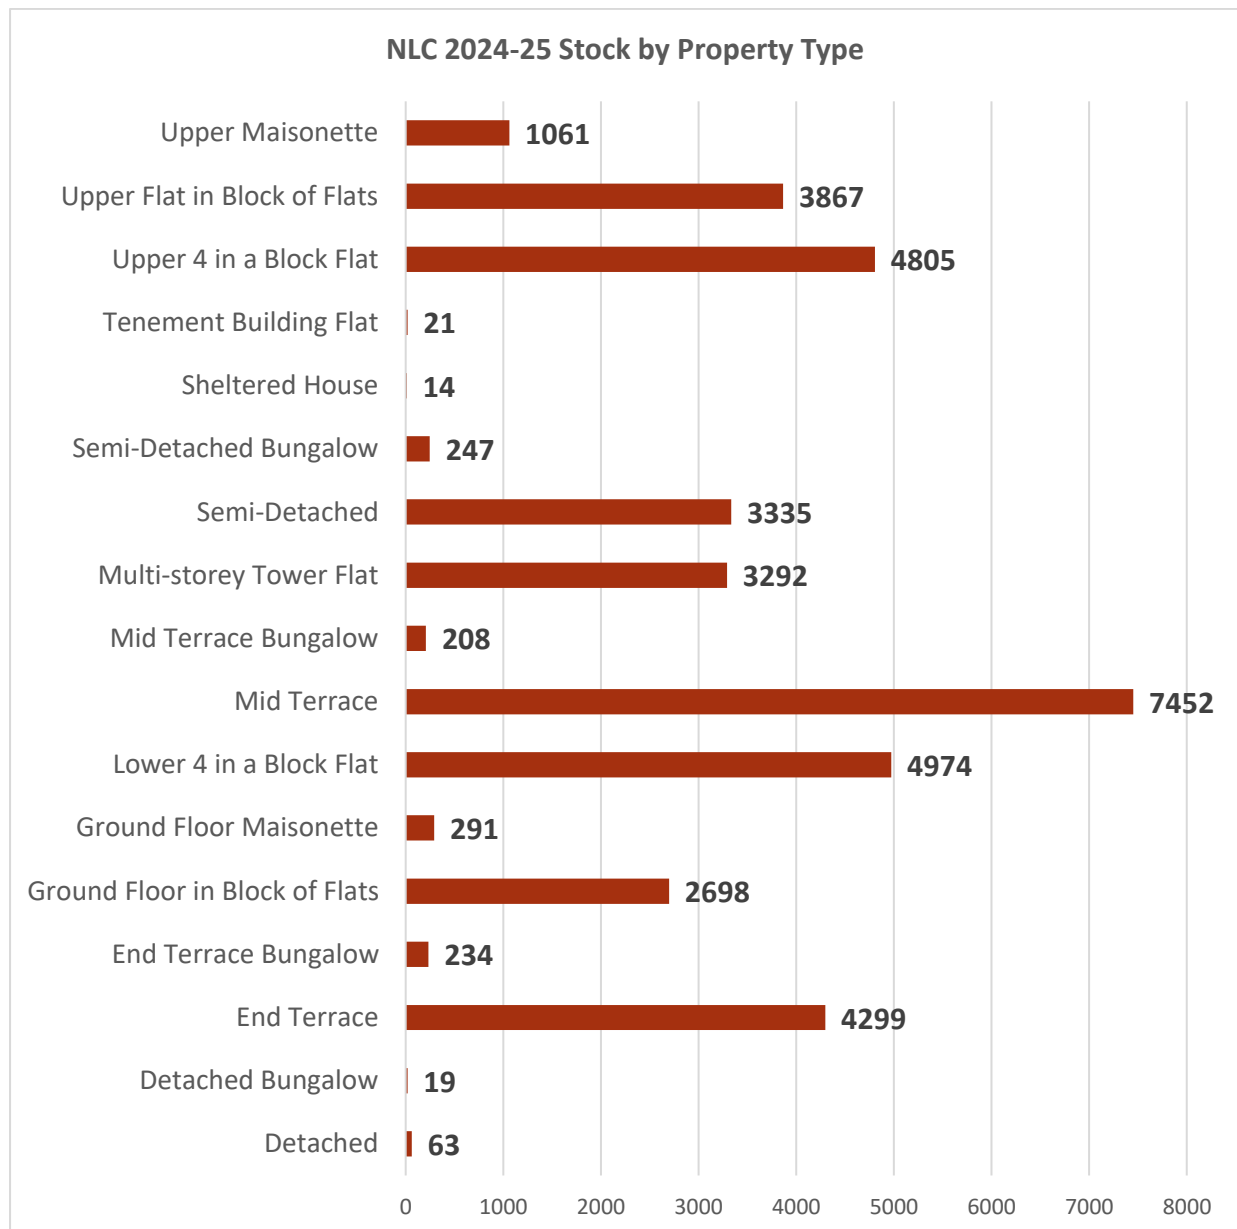 NLC 2024-25 Stock by Property Type
Upper Maisonette 1061
Upper Flat in Block of Flats 3867
Upper 4 in a Block Flat 4805
Tenement Building Flat 21
Sheltered House 14
Semi-Detached Bungalow 247
Semi-Detached 3335
Multi-storey Tower Flat 3292
Mid Terrace Bungalow 208
Mid Terrace 7452
Lower 4 in a Block Flat 4974
Ground Floor Maisonette 291
Ground Floor in Block of Flats 2698
End Terrace Bungalow 234
End Terrace 4299
Detached Bungalow 19
Detached 63
0 1000 2000 3000 4000 5000 6000 7000 8000